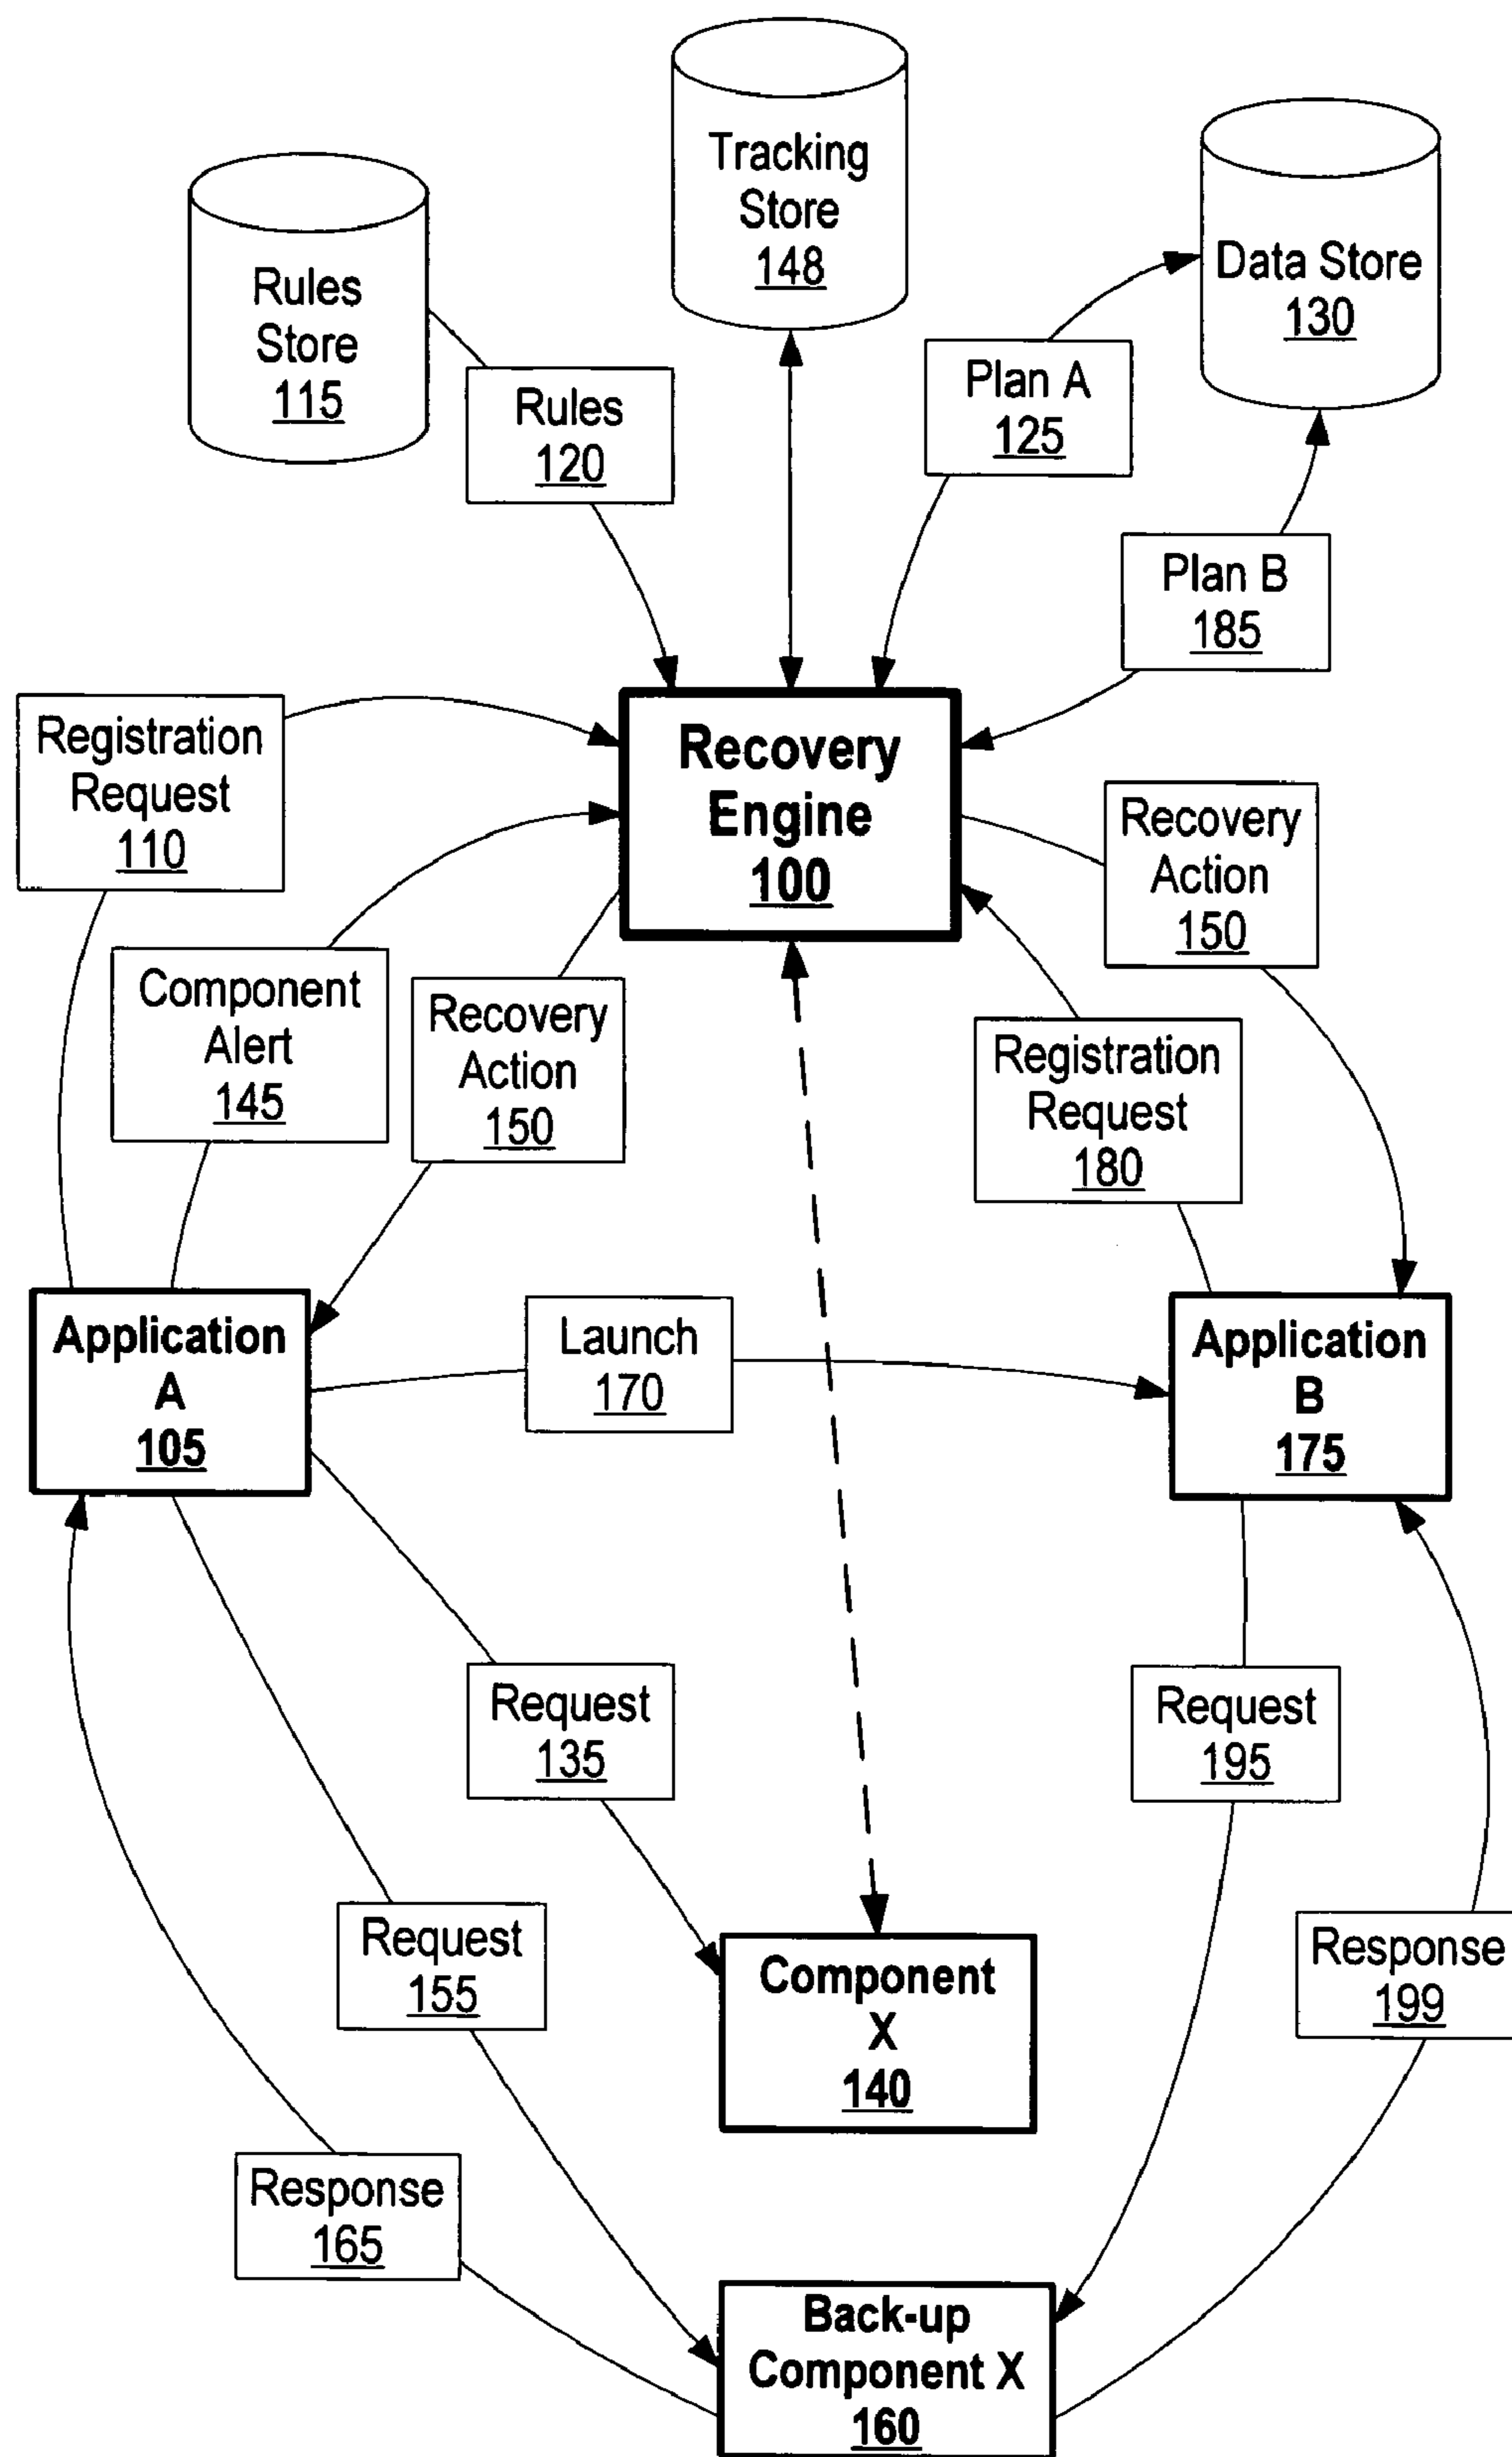 Tracking
Store
148
Rules
Store
115
Data Store
130
Rules
120
Plan A
125
Plan B
185
Registration
Request
110
Recovery
Engine
100
Recovery
Action
150
Component
Alert
145
Recovery
Action
150
Registration
Request
180
Application
A
105
Launch
170
Application
B
175
Request
135
Request
195
Request
155
Component
X
140
Response
199
Response
165
Back-up
Component X
160